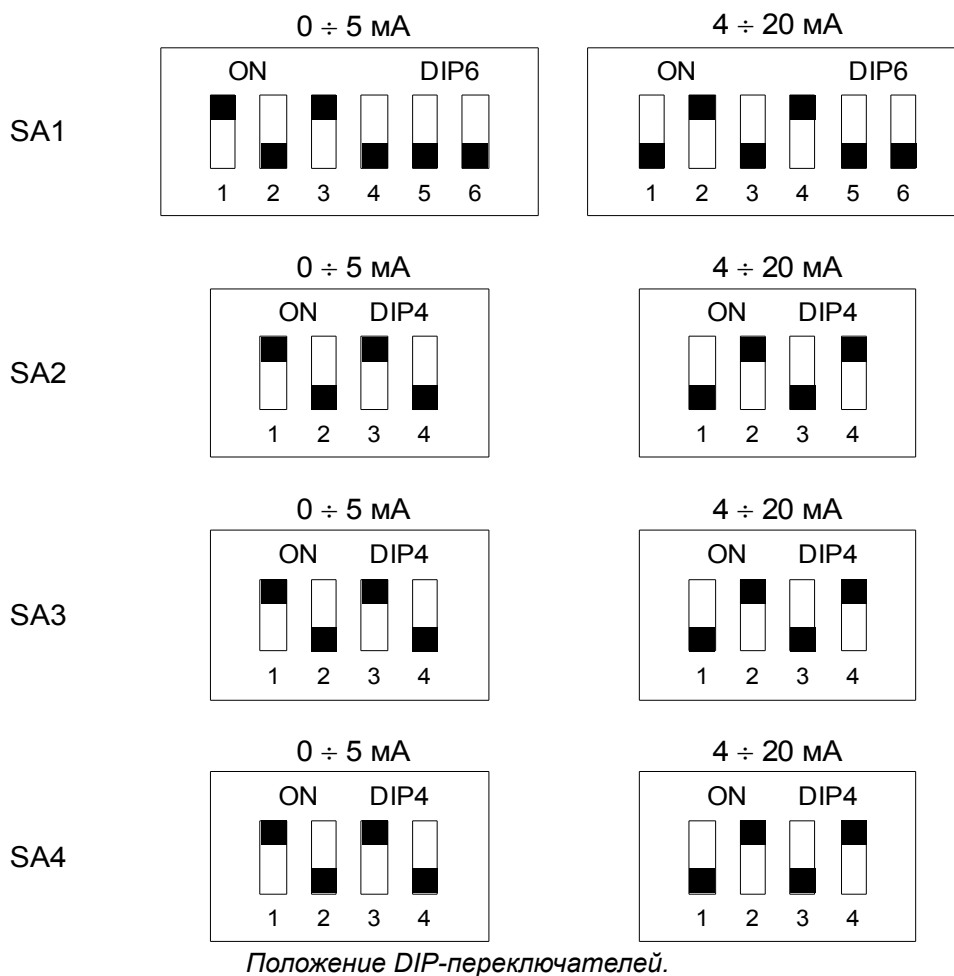 0 ÷ 5 мА 4 ÷ 20 мА
SA1
ON DIP6 ON DIP6
1 2 3 4 5 6 1 2 3 4 5 6
0 ÷ 5 мА 4 ÷ 20 мА
SA2
ON DIP4 ON DIP4
1 2 3 4 1 2 3 4
0 ÷ 5 мА 4 ÷ 20 мА
SA3
ON DIP4 ON DIP4
1 2 3 4 1 2 3 4
0 ÷ 5 мА 4 ÷ 20 мА
SA4
ON DIP4 ON DIP4
1 2 3 4 1 2 3 4
Положение DIP-переключателей.